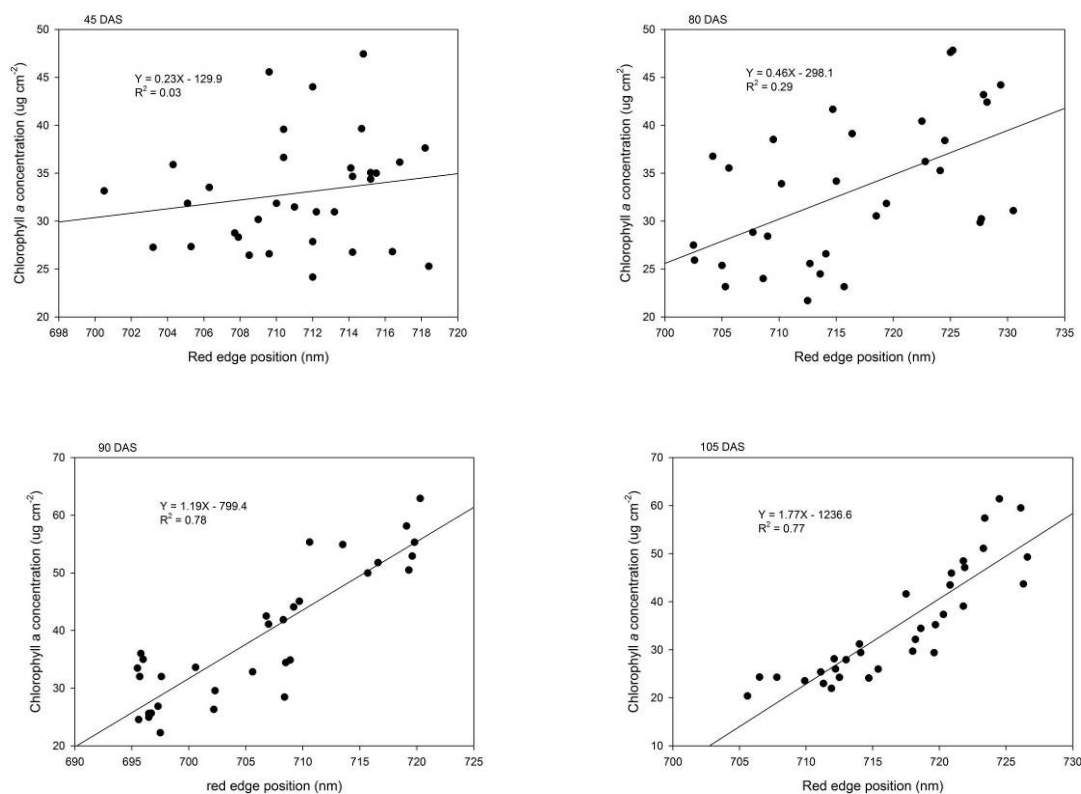 45 DAS
50
45
40
35
30
25
20
Chlorophyll a concentration (ug cm-2)
Y = 0.23X - 129.9
R2 = 0.03
698 700 702 704 706 708 710 712 714 716 718 720
Red edge position (nm)
80 DAS
50
45
40
35
30
25
20
Chlorophyll a concentration (ug cm-2)
Y = 0.46X - 298.1
R2 = 0.29
700 705 710 715 720 725 730 735
Red edge position (nm)
90 DAS
70
60
50
40
30
20
Chlorophyll a concentration (ug cm-2)
Y = 1.19X - 799.4
R2 = 0.78
690 695 700 705 710 715 720 725
red edge position (nm)
105 DAS
70
60
50
40
30
20
10
Chlorophyll a concentration (ug cm-2)
Y = 1.77X - 1236.6
R2 = 0.77
700 705 710 715 720 725 730
Red edge position (nm)